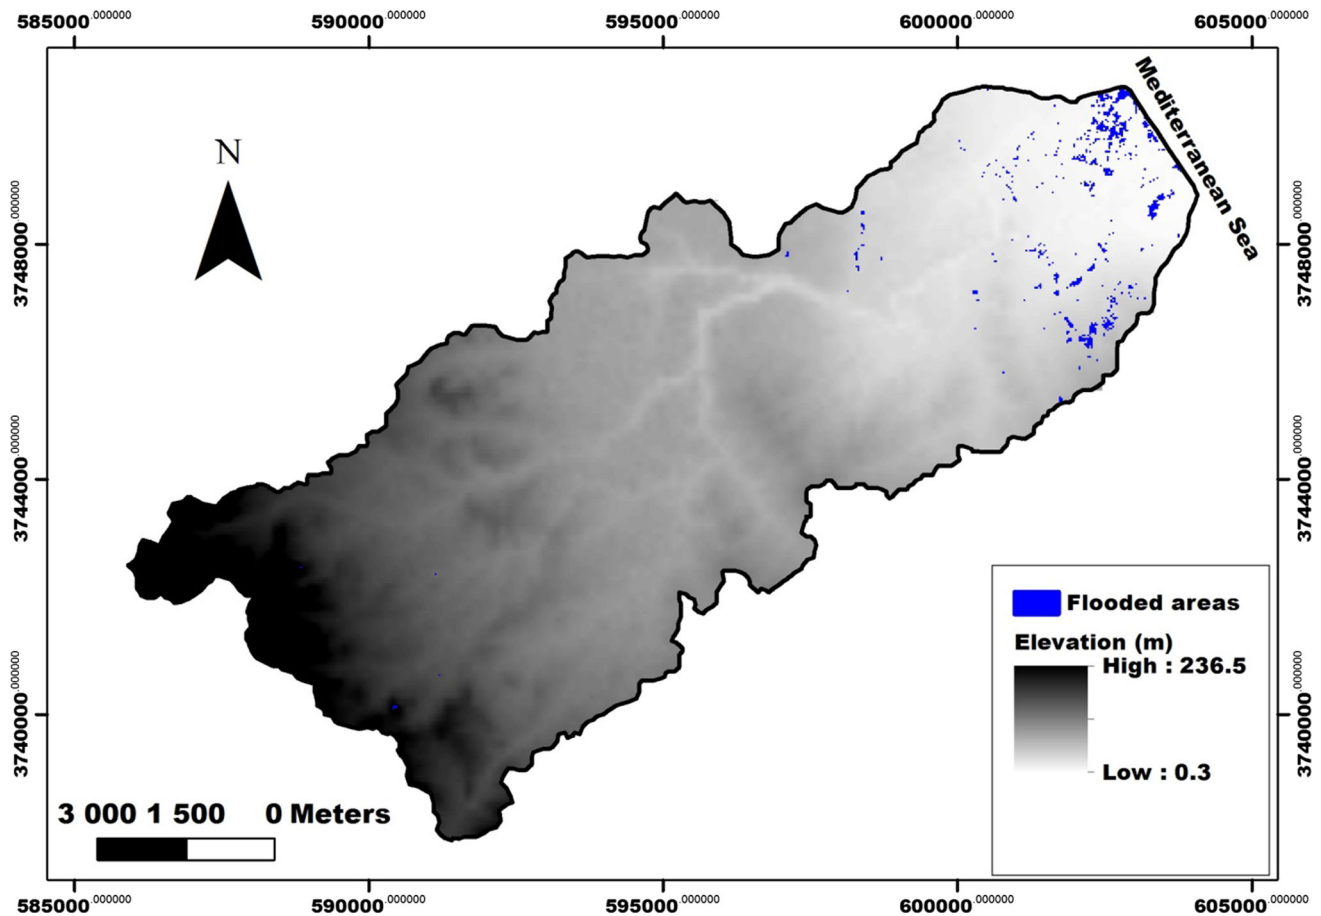 585000.000000 590000.000000 595000.000000 600000.000000 605000.000000
Mediterranean Sea
N
3748000.000000
3748000.000000
3744000.000000
3744000.000000
3740000.000000
3740000.000000
Flooded areas
Elevation (m)
High : 236.5
Low : 0.3
3 000 1 500 0 Meters
585000.000000 590000.000000 595000.000000 600000.000000 605000.000000